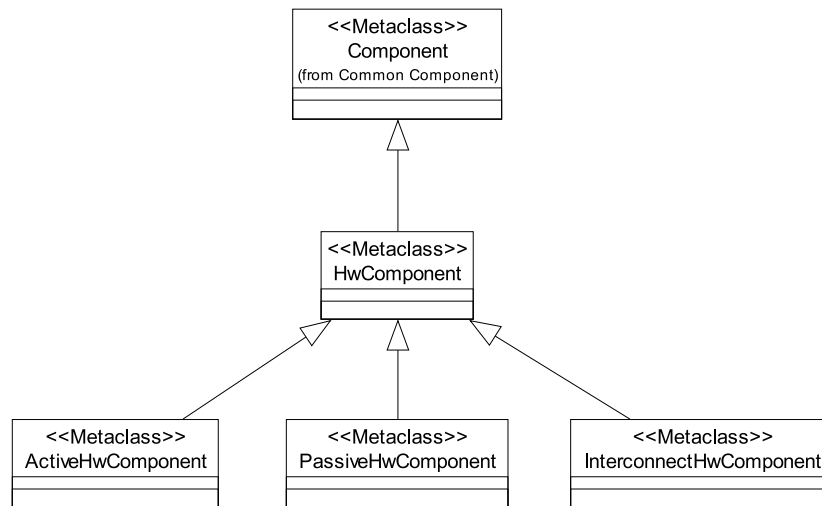 <<Metaclass>>
Component
(from Common Component)
<<Metaclass>>
HwComponent
<<Metaclass>>
ActiveHwComponent
<<Metaclass>>
PassiveHwComponent
<<Metaclass>>
InterconnectHwComponent